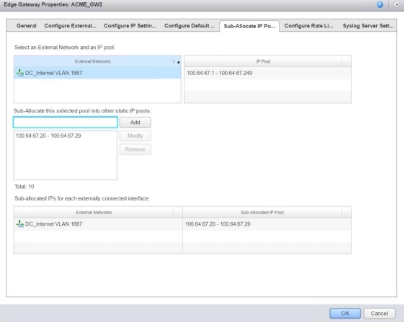 Edge Gateway Properties: ACME_GW2
General Configure External... Configure IP Settin... Configure Default ... Sub-Allocate IP Po... Configure Rate Li... Syslog Server Sett...
Select an External Network and an IP pool
External Networks IP Pool
DC_Internet VLAN 1667 100.64.67.1 - 100.64.67.249
Sub-Allocate this selected pool into other static IP pools.
Add
100.64.67.20 - 100.64.67.29 Modify
Remove
Total: 10
Sub-allocated IPs for each externally connected interface:
External Networks Sub-Allocated IP Pool
DC_Internet VLAN 1667 100.64.67.20 - 100.64.67.29
OK Cancel